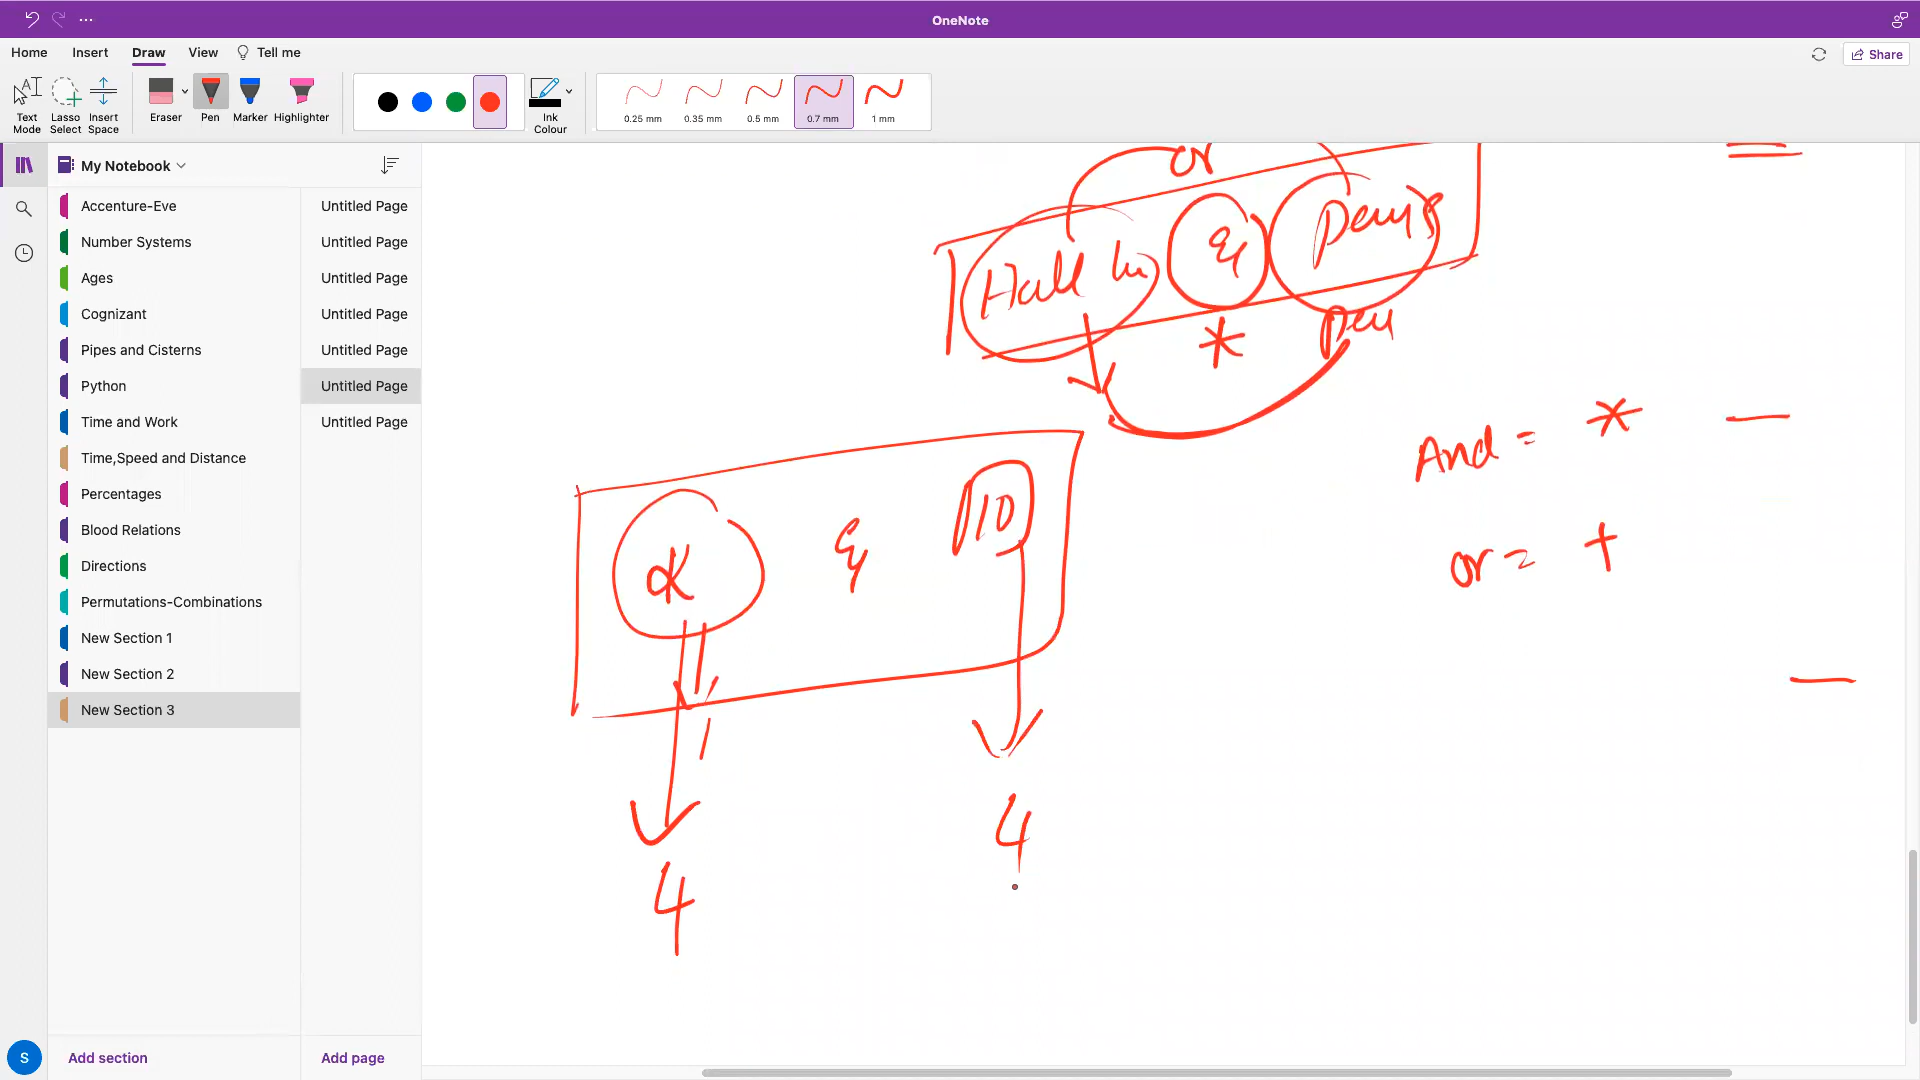 OneNote
Home Insert Draw View Tell me
Share
Text Mode
Lasso Select
Insert Space
Eraser
Pen
Marker
Highlighter
Ink Colour
0.25 mm
0.35 mm
0.5 mm
0.7 mm
1 mm
My Notebook
Accenture-Eve
Number Systems
Ages
Cognizant
Pipes and Cisterns
Python
Time and Work
Time,Speed and Distance
Percentages
Blood Relations
Directions
Permutations-Combinations
New Section 1
New Section 2
New Section 3
Add section
Untitled Page
Untitled Page
Untitled Page
Untitled Page
Untitled Page
Untitled Page
Untitled Page
Add page
S
or
Hall &
*
Pen
And = *
or = +
& ID
4
4